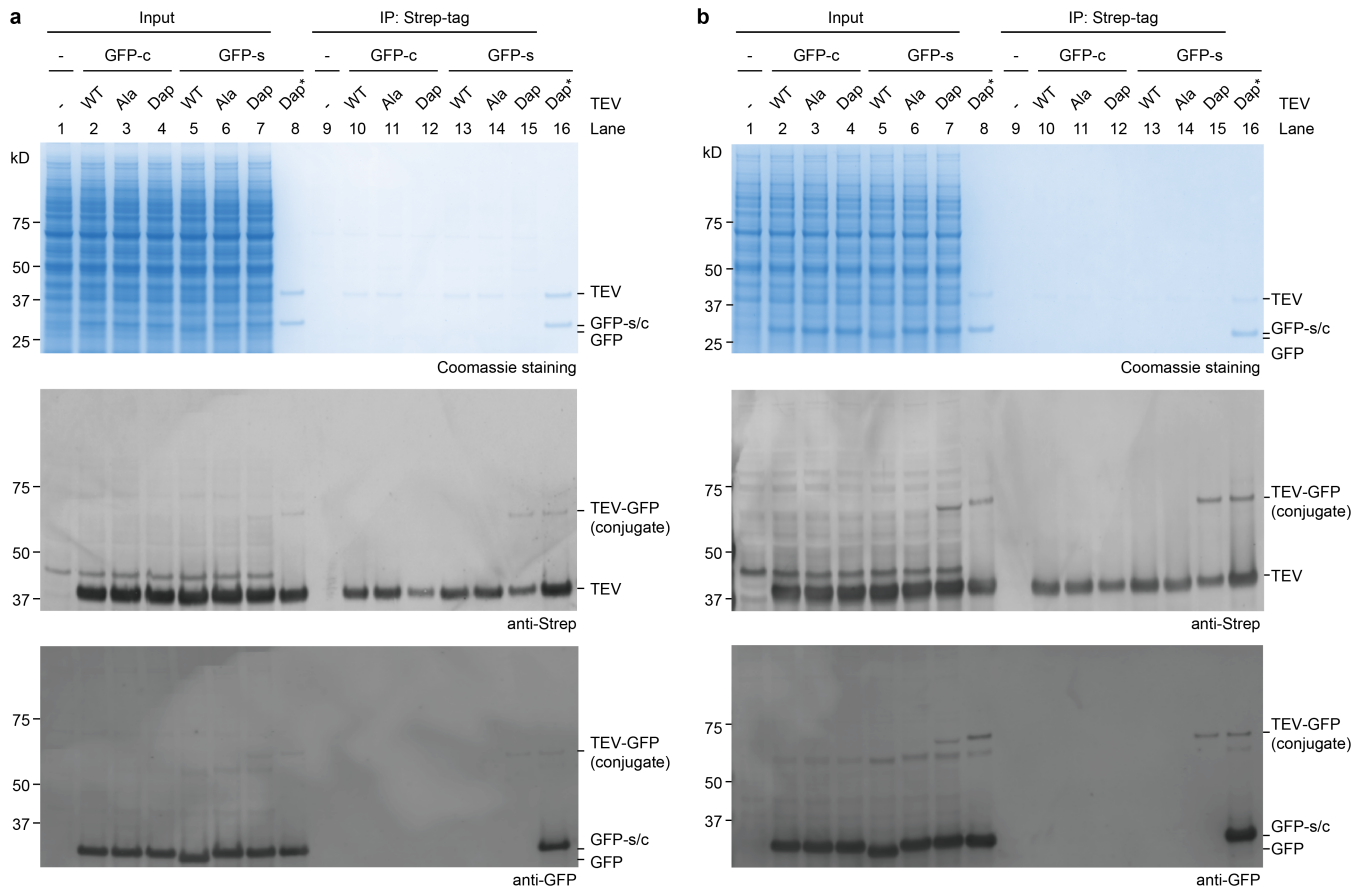 a
Input
IP: Strep-tag
-
GFP-c
GFP-s
-
GFP-c
GFP-s
-
WT
Ala
Dap
WT
Ala
Dap
Dap*
-
WT
Ala
Dap
WT
Ala
Dap
Dap*
TEV
1 2 3 4 5 6 7 8 9 10 11 12 13 14 15 16 Lane
kD
75
50
37
25
TEV
GFP-s/c
GFP
Coomassie staining
75
50
37
TEV-GFP
(conjugate)
TEV
anti-Strep
75
50
37
TEV-GFP
(conjugate)
GFP-s/c
GFP
anti-GFP
b
Input
IP: Strep-tag
-
GFP-c
GFP-s
-
GFP-c
GFP-s
-
WT
Ala
Dap
WT
Ala
Dap
Dap*
-
WT
Ala
Dap
WT
Ala
Dap
Dap*
TEV
1 2 3 4 5 6 7 8 9 10 11 12 13 14 15 16 Lane
kD
75
50
37
25
TEV
GFP-s/c
GFP
Coomassie staining
75
50
37
TEV-GFP
(conjugate)
TEV
anti-Strep
75
50
37
TEV-GFP
(conjugate)
GFP-s/c
GFP
anti-GFP